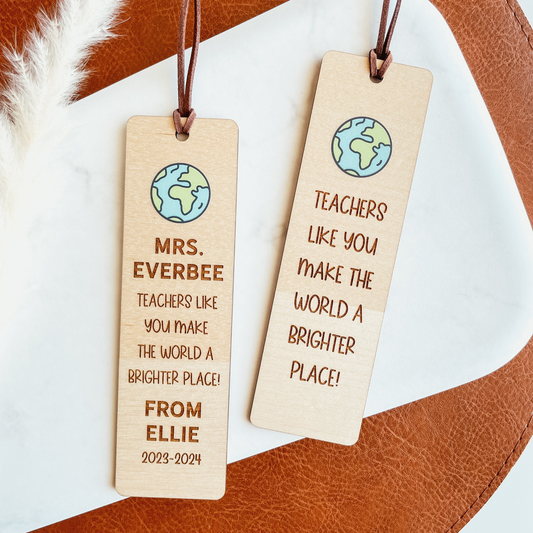 MRS.
EVERBEE
TEACHERS LIKE
YOU MAKE
THE WORLD A
BRIGHTER PLACE!
FROM
ELLIE
2023-2024
TEACHERS
LIKE YOU
MAKE THE
WORLD A
BRIGHTER
PLACE!